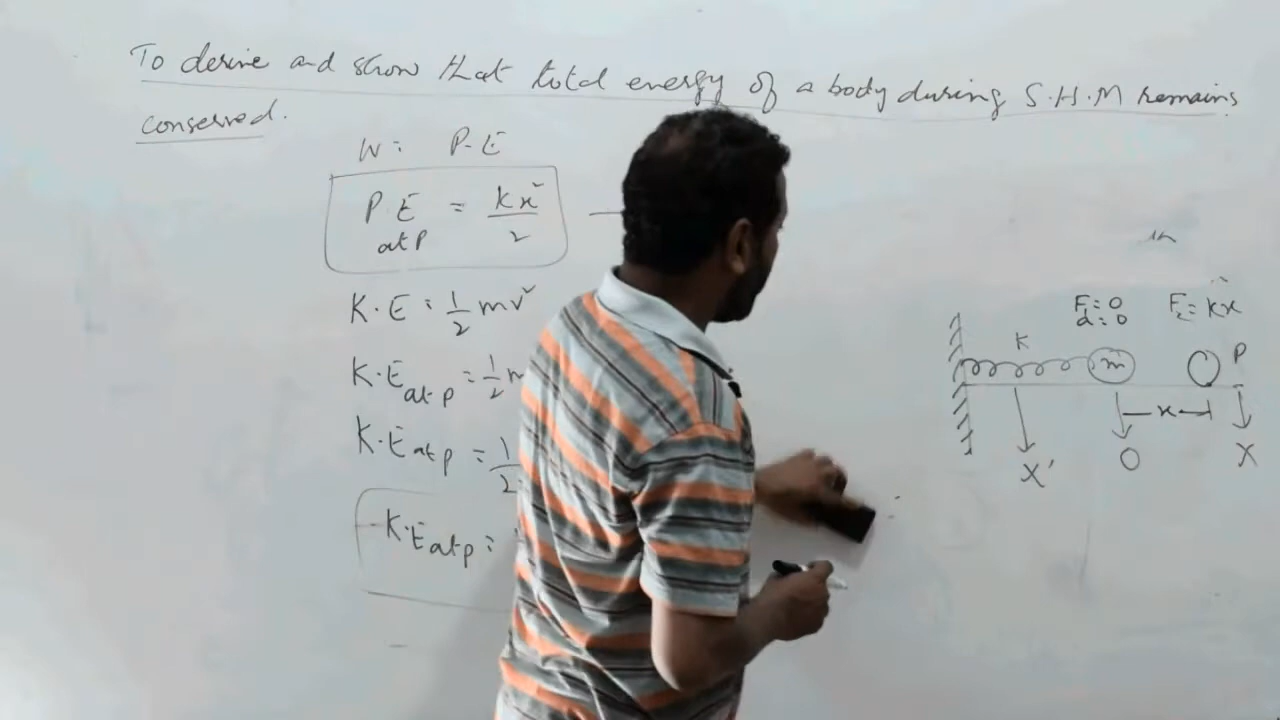 To derive and show that total energy of a body during S.H.M remains
conserved.
W = P.E
P E = kx²
at P 2
K.E = 1/2 mv²
K.E at p = 1/2 m
K.E at p = 1/2
K.E at p =
F = 0
a = 0
F = kx
K
m
P
x
X'
O
X